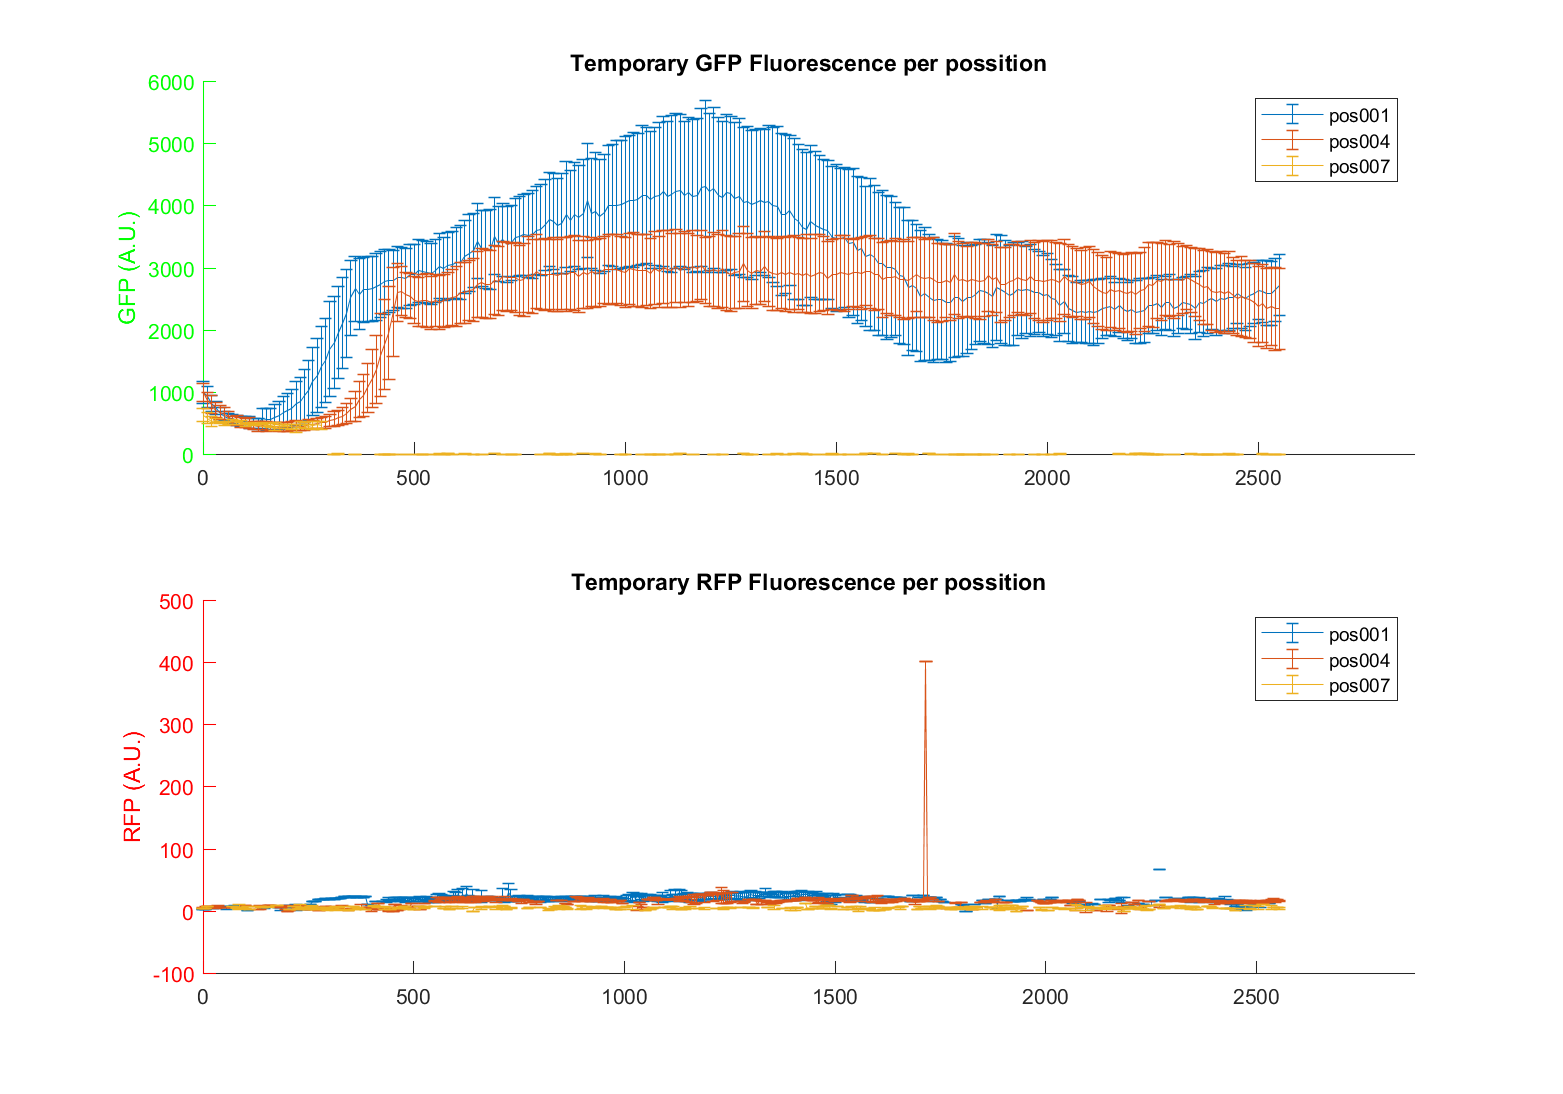 Temporary GFP Fluorescence per possition
6000
5000
4000
3000
2000
1000
0
GFP (A.U.)
0 500 1000 1500 2000 2500
pos001
pos004
pos007
Temporary RFP Fluorescence per possition
500
400
300
200
100
0
-100
RFP (A.U.)
0 500 1000 1500 2000 2500
pos001
pos004
pos007